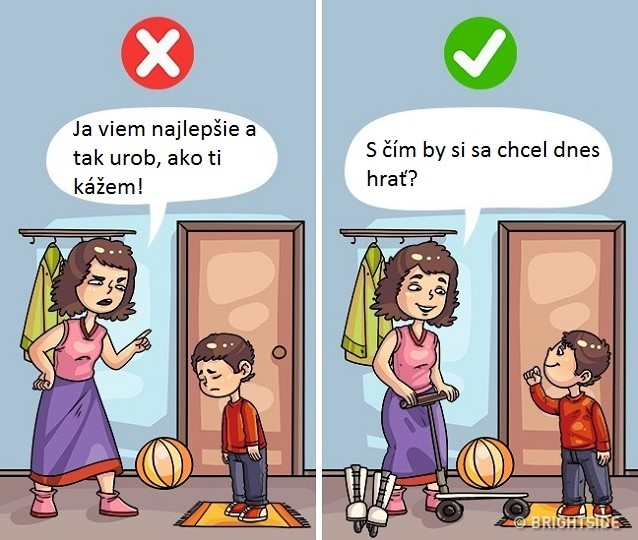 Ja viem najlepšie a
tak urob, ako ti
kážem!
S čím by si sa chcel dnes
hrať?
© BRIGHTSIDE